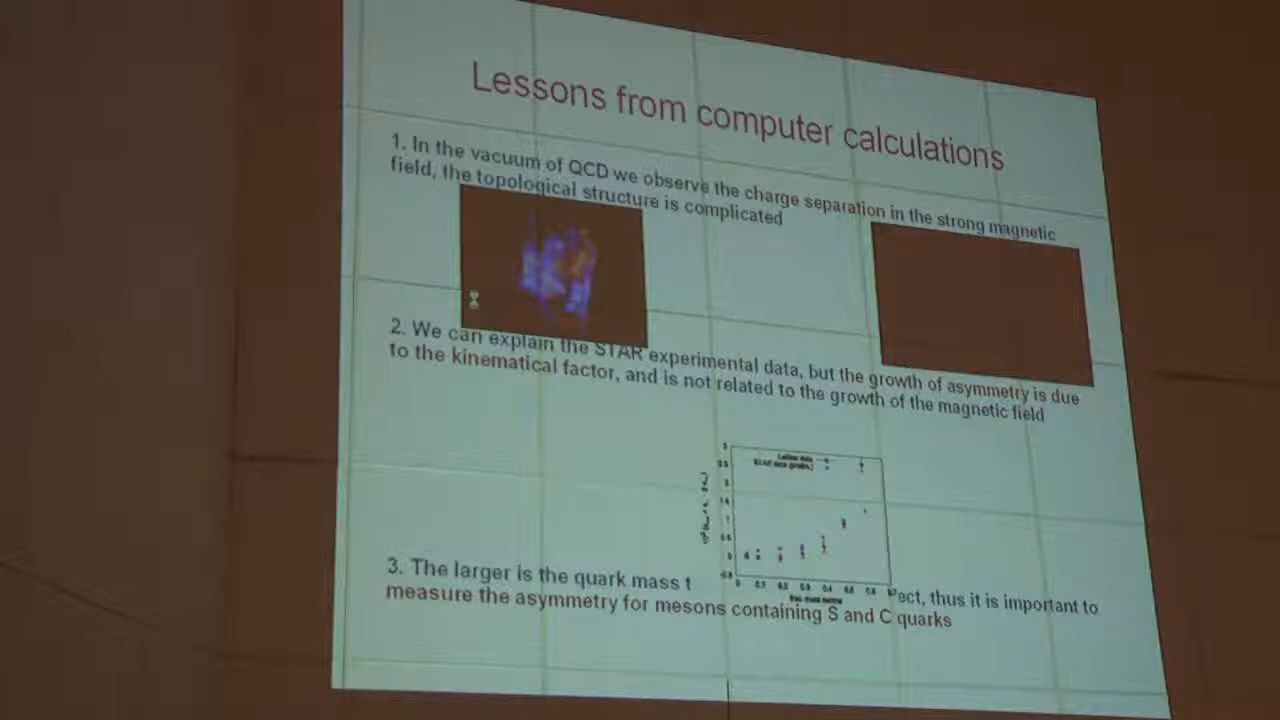 Lessons from computer calculations
1. In the vacuum of QCD we observe the charge separation in the strong magnetic
field, the topological structure is complicated
2. We can explain the STAR experimental data, but the growth of asymmetry is due
to the kinematical factor, and is not related to the growth of the magnetic field
Lattice data
3. The larger is the quark mass t
ect, thus it is important to
measure the asymmetry for mesons containing S and C quarks